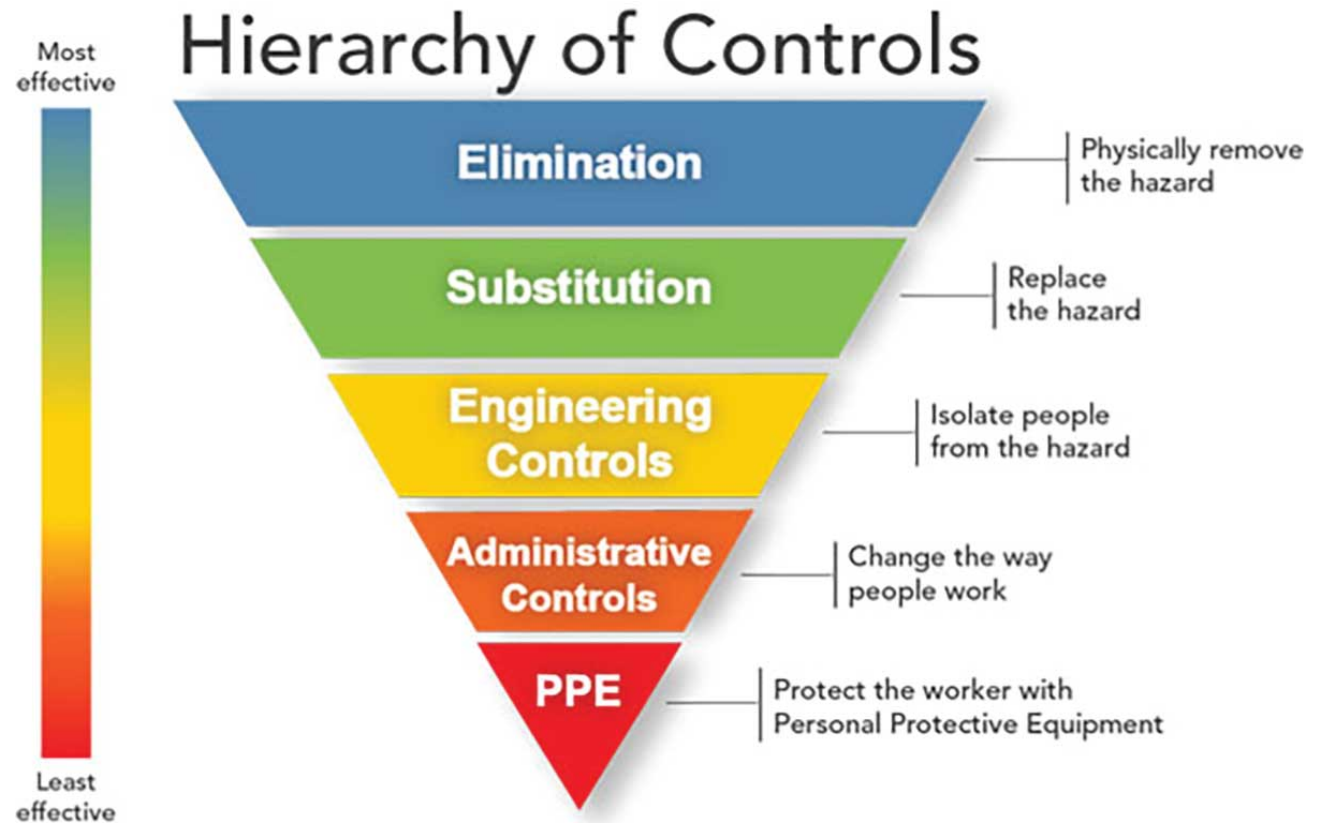 Hierarchy of Controls
Most
effective
Elimination
Physically remove
the hazard
Substitution
Replace
the hazard
Engineering
Controls
Isolate people
from the hazard
Administrative
Controls
Change the way
people work
PPE
Protect the worker with
Personal Protective Equipment
Least
effective